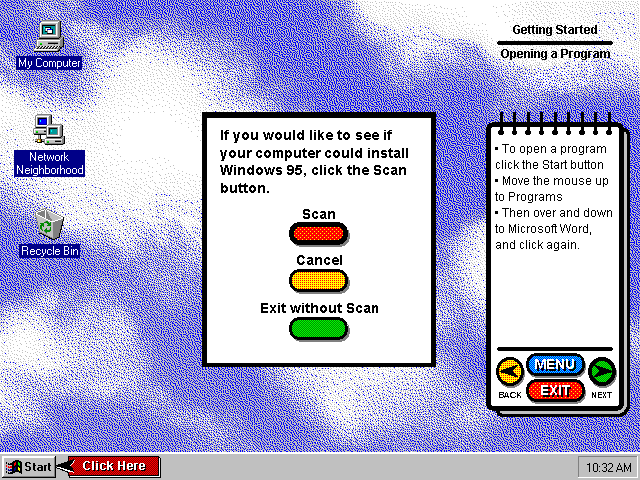 Getting Started
Opening a Program
My Computer
Network
Neighborhood
Recycle Bin
If you would like to see if
your computer could install
Windows 95, click the Scan
button.
Scan
Cancel
Exit without Scan
• To open a program
click the Start button
• Move the mouse up
to Programs
• Then over and down
to Microsoft Word,
and click again.
MENU
EXIT
BACK
NEXT
Start
Click Here
10:32 AM